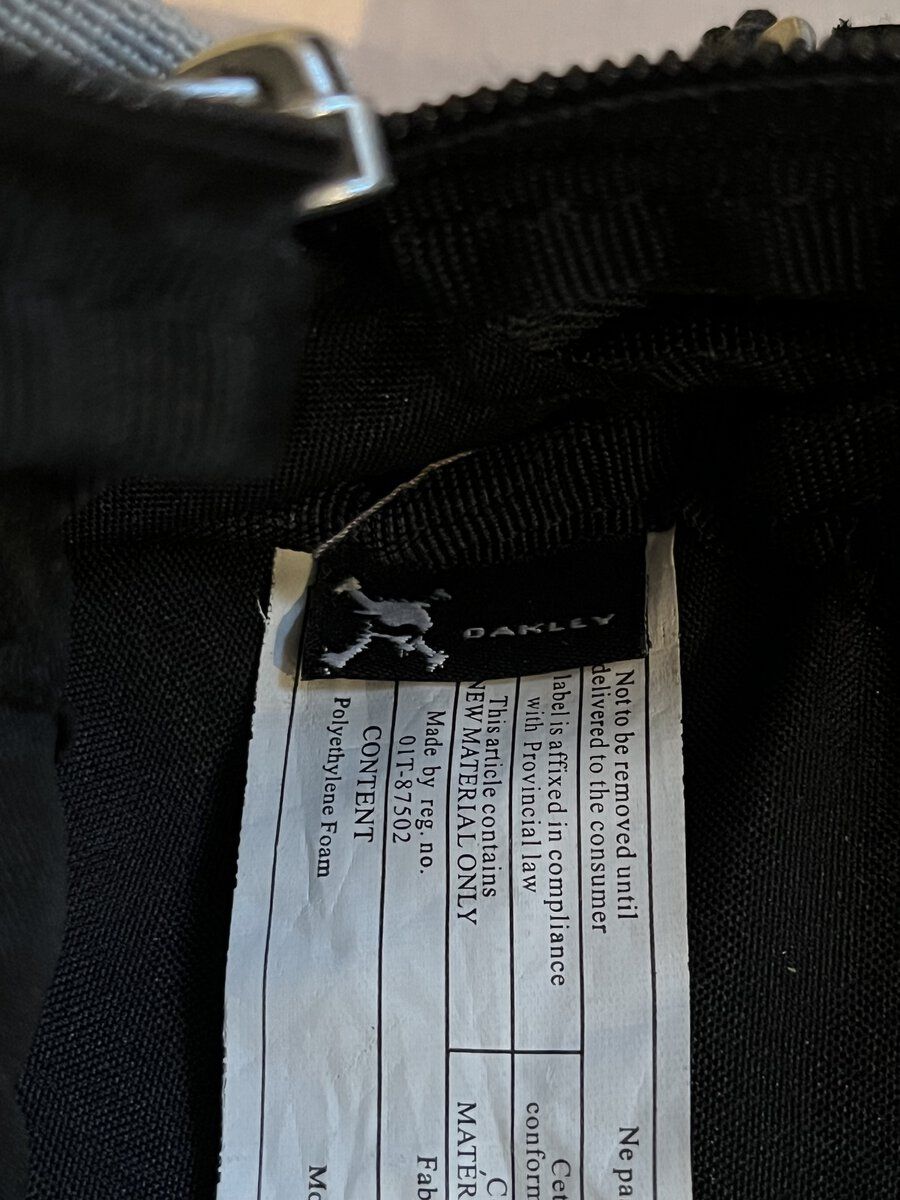 OAKLEY
Not to be removed until
delivered to the consumer
label is affixed in compliance
with Provincial law
This article contains
NEW MATERIAL ONLY
Made by reg. no.
01T-87502
CONTENT
Polyethylene Foam
Ne pa
Cet
conform
C
MATÉR
Fab
Mo